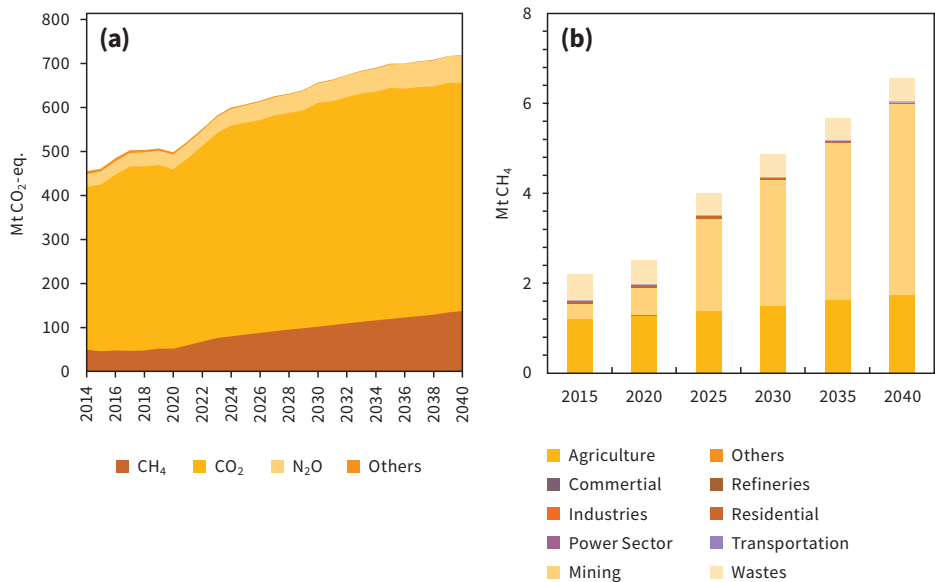 (a)
Mt CO₂-eq.
800
700
600
500
400
300
200
100
0
2014 2016 2018 2020 2022 2024 2026 2028 2030 2032 2034 2036 2038 2040
CH₄ CO₂ N₂O Others
(b)
Mt CH₄
8
6
4
2
0
2015 2020 2025 2030 2035 2040
Agriculture Others
Commertial Refineries
Industries Residential
Power Sector Transportation
Mining Wastes